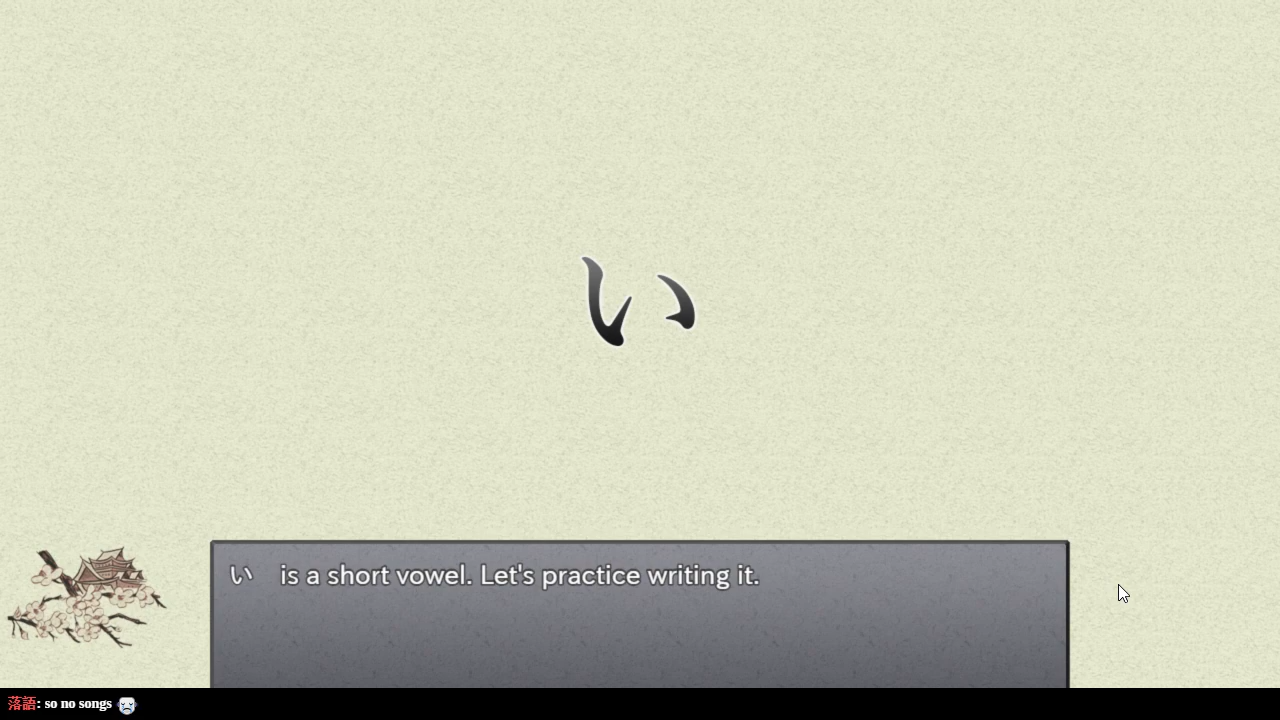 い
い is a short vowel. Let's practice writing it.
落語: so no songs